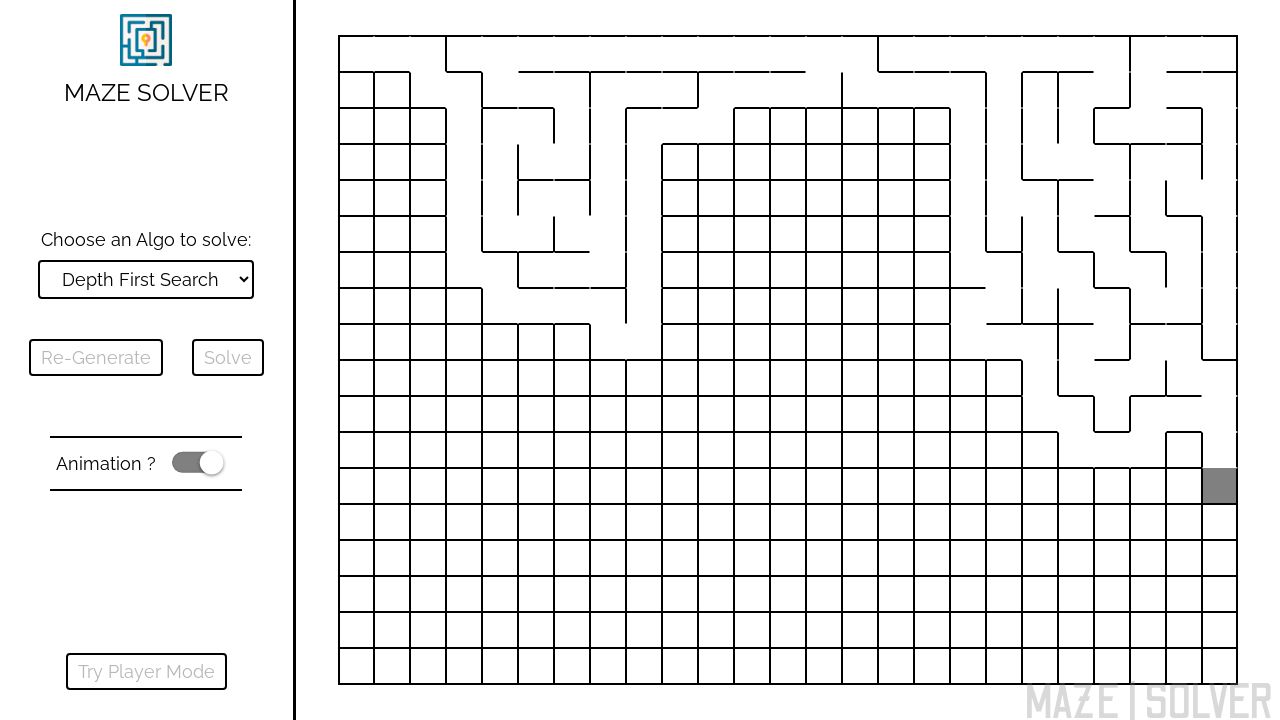 MAZE SOLVER
Choose an Algo to solve:
Depth First Search
Re-Generate
Solve
Animation ?
Try Player Mode
MAZE | SOLVER